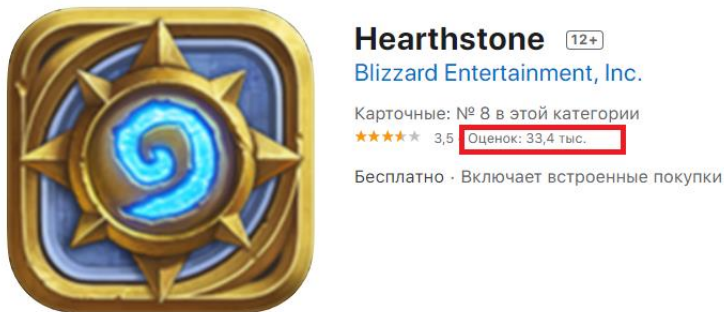 Hearthstone 12+
Blizzard Entertainment, Inc.
Карточные: № 8 в этой категории
3,5 Оценок: 33,4 тыс.
Бесплатно · Включает встроенные покупки